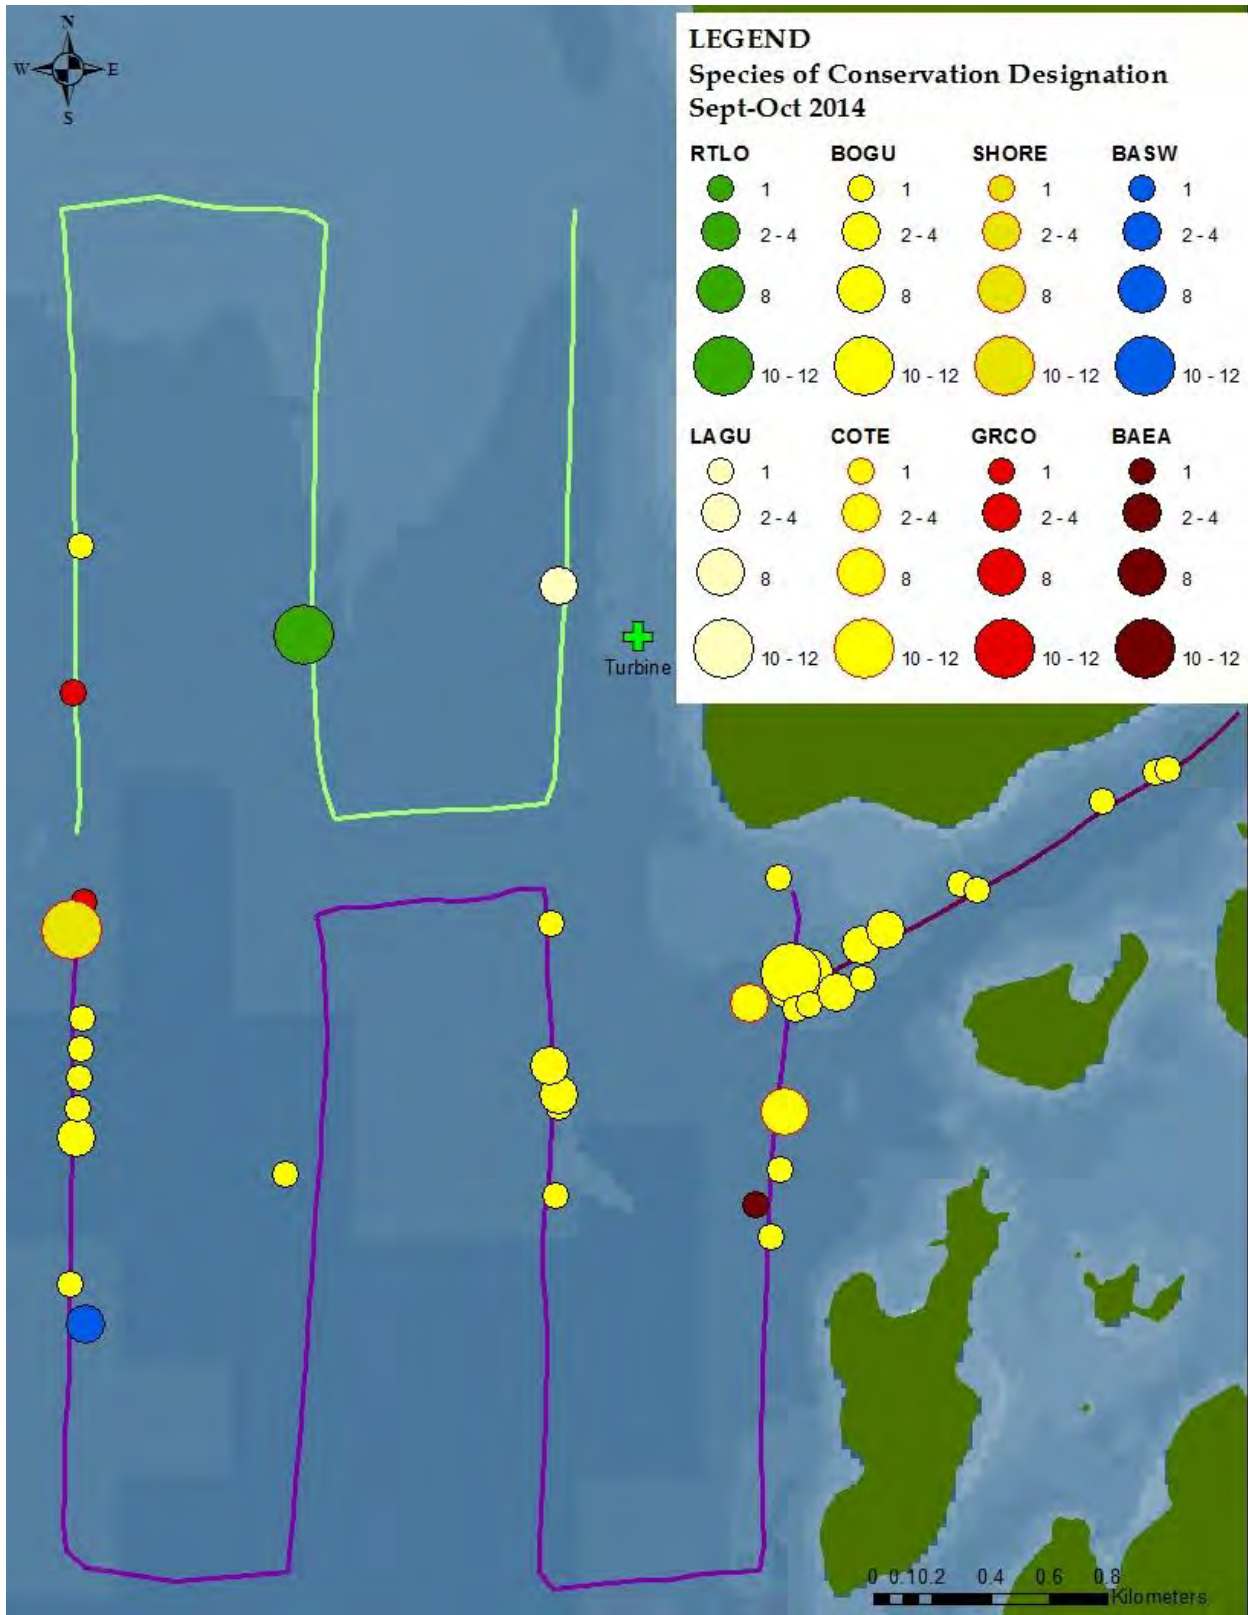 N
W E
S
LEGEND
Species of Conservation Designation
Sept-Oct 2014
RTLO BOGU SHORE BASW
1 1 1 1
2 - 4 2 - 4 2 - 4 2 - 4
8 8 8 8
10 - 12 10 - 12 10 - 12 10 - 12
LAGU COTE GRCO BAEA
1 1 1 1
2 - 4 2 - 4 2 - 4 2 - 4
8 8 8 8
10 - 12 10 - 12 10 - 12 10 - 12
Turbine
0 0.10.2 0.4 0.6 0.8
Kilometers